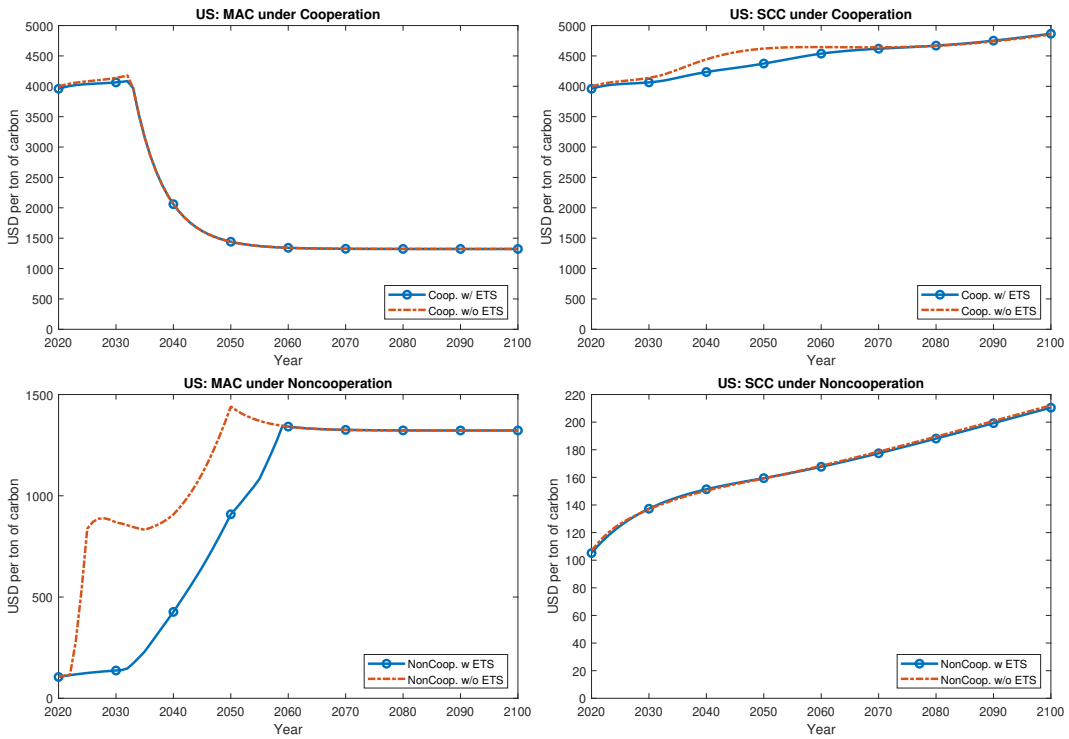 US: MAC under Cooperation
5000
4500
4000
3500
3000
2500
2000
1500
1000
500
0
USD per ton of carbon
2020 2030 2040 2050 2060 2070 2080 2090 2100
Year
Coop. w/ ETS
Coop. w/o ETS
US: SCC under Cooperation
5000
4500
4000
3500
3000
2500
2000
1500
1000
500
0
USD per ton of carbon
2020 2030 2040 2050 2060 2070 2080 2090 2100
Year
Coop. w/ ETS
Coop. w/o ETS
US: MAC under Noncooperation
1500
1000
500
0
USD per ton of carbon
2020 2030 2040 2050 2060 2070 2080 2090 2100
Year
NonCoop. w ETS
NonCoop. w/o ETS
US: SCC under Noncooperation
220
200
180
160
140
120
100
80
60
40
20
0
USD per ton of carbon
2020 2030 2040 2050 2060 2070 2080 2090 2100
Year
NonCoop. w ETS
NonCoop. w/o ETS